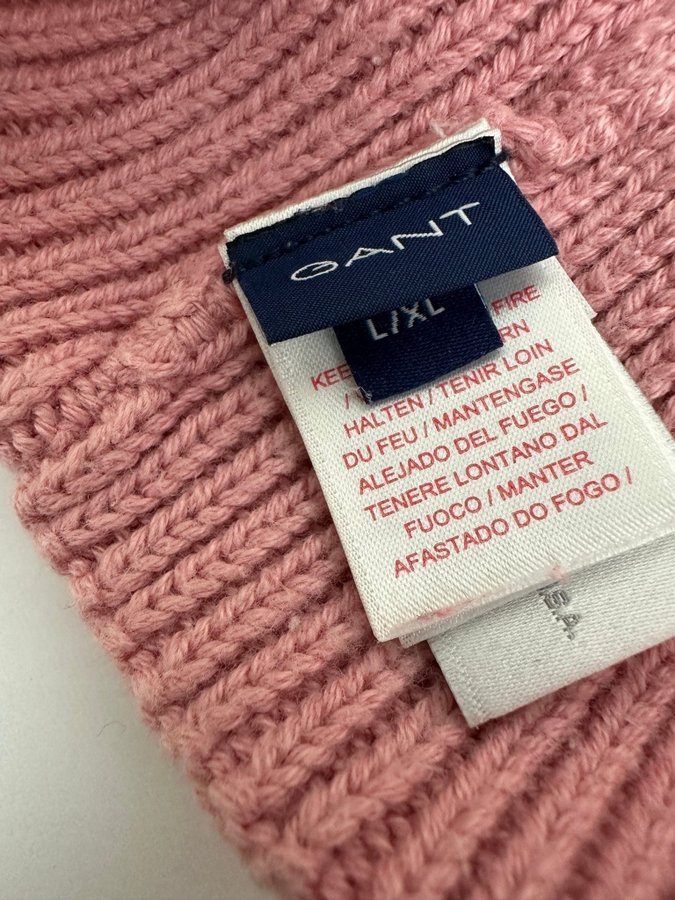 GANT
L/XL
FIRE
KEE
HALTEN / TENIR LOIN
DU FEU / MANTENGASE
ALEJADO DEL FUEGO /
TENERE LONTANO DAL
FUOCO / MANTER
AFASTADO DO FOGO /